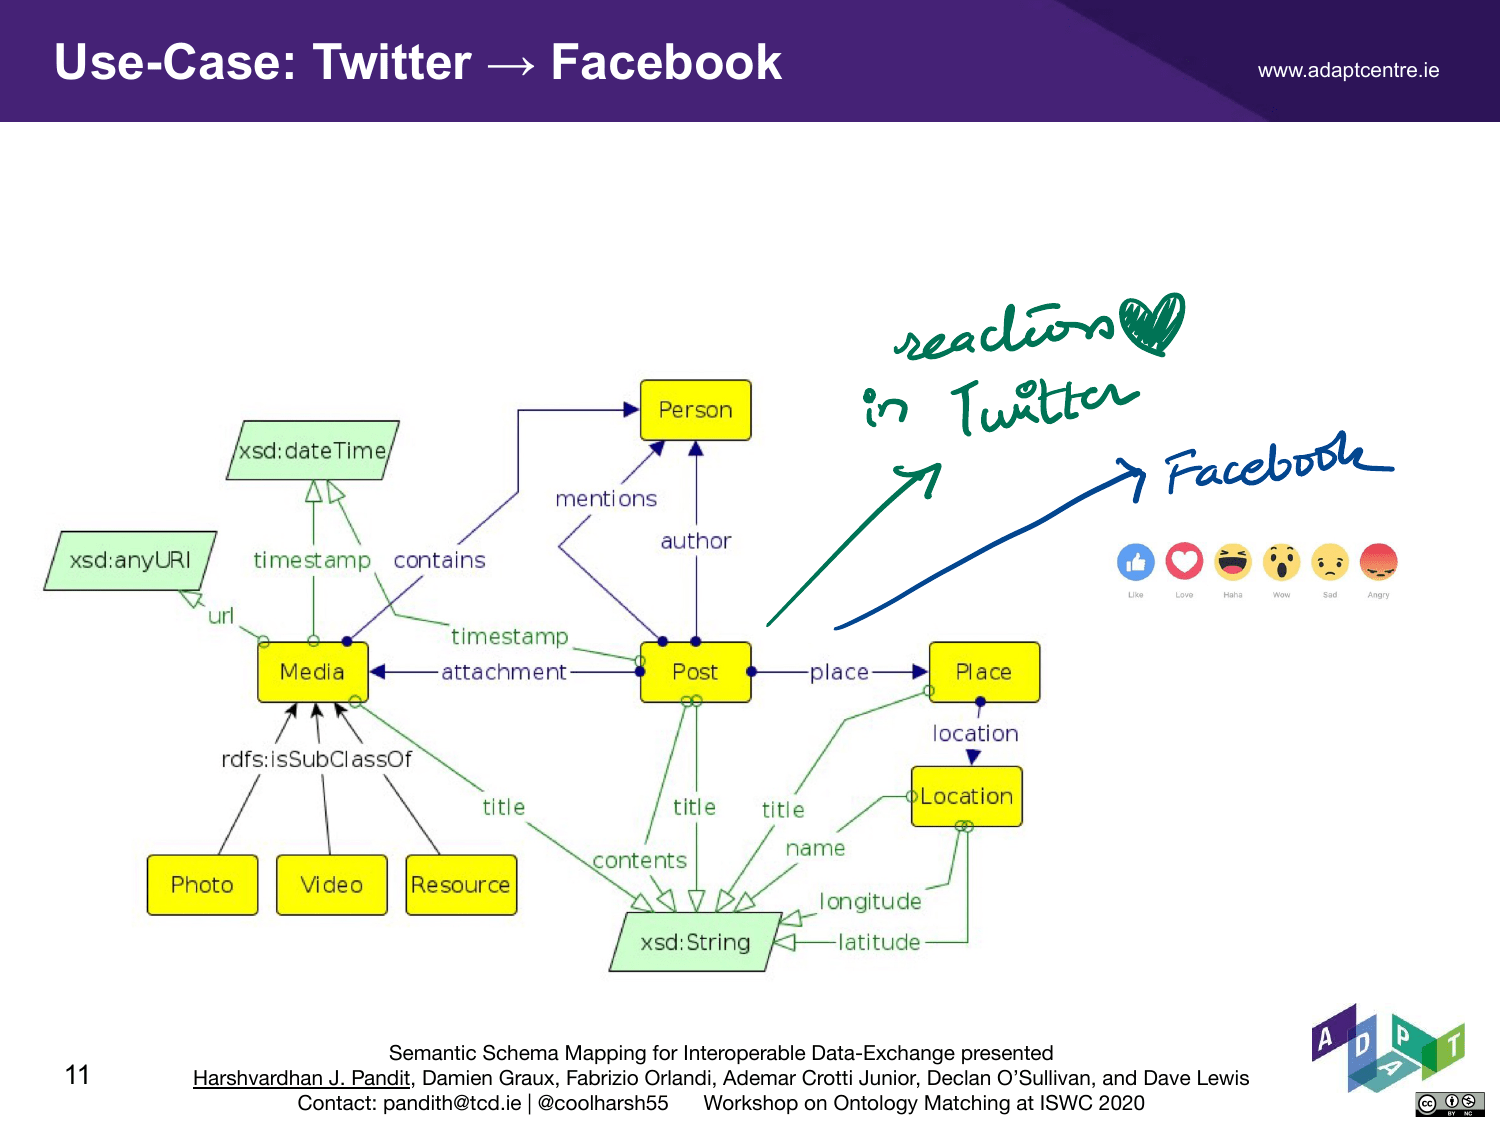 Use-Case: Twitter → Facebook
www.adaptcentre.ie
reactions
in Twitter
Facebook
Like Love Haha Wow Sad Angry
Person
xsd:dateTime
mentions
author
xsd:anyURI
timestamp
contains
url
timestamp
Media
attachment
Post
place
Place
location
rdfs:isSubClassOf
Location
title
title
title
name
contents
Photo
Video
Resource
longitude
xsd:String
latitude
ADAPT
Semantic Schema Mapping for Interoperable Data-Exchange presented
11
Harshvardhan J. Pandit, Damien Graux, Fabrizio Orlandi, Ademar Crotti Junior, Declan O'Sullivan, and Dave Lewis
Contact: pandith@tcd.ie | @coolharsh55 Workshop on Ontology Matching at ISWC 2020
cc
BY NC